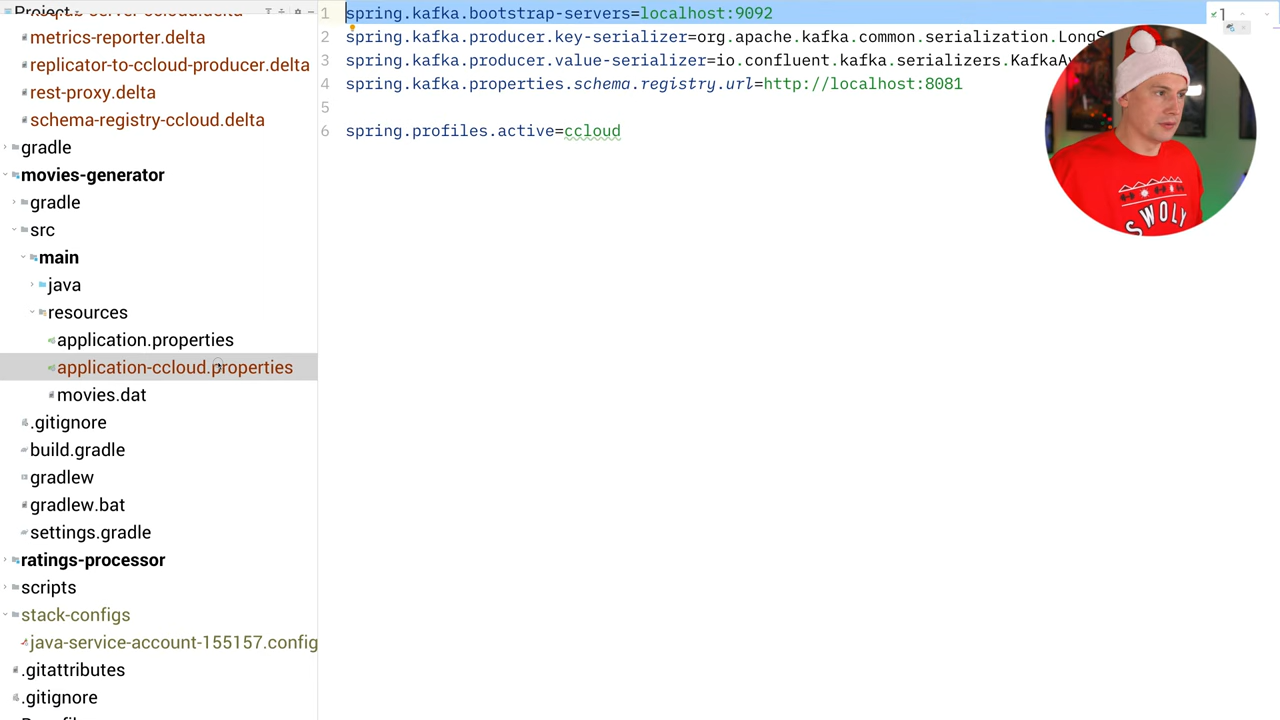 Project
metrics-reporter.delta
replicator-to-ccloud-producer.delta
rest-proxy.delta
schema-registry-ccloud.delta
gradle
movies-generator
gradle
src
main
java
resources
application.properties
application-ccloud.properties
movies.dat
.gitignore
build.gradle
gradlew
gradlew.bat
settings.gradle
ratings-processor
scripts
stack-configs
java-service-account-155157.config
.gitattributes
.gitignore
1 spring.kafka.bootstrap-servers=localhost:9092
2 spring.kafka.producer.key-serializer=org.apache.kafka.common.serialization.LongS
3 spring.kafka.producer.value-serializer=io.confluent.kafka.serializers.KafkaAv
4 spring.kafka.properties.schema.registry.url=http://localhost:8081
5
6 spring.profiles.active=ccloud
1
SWOLY